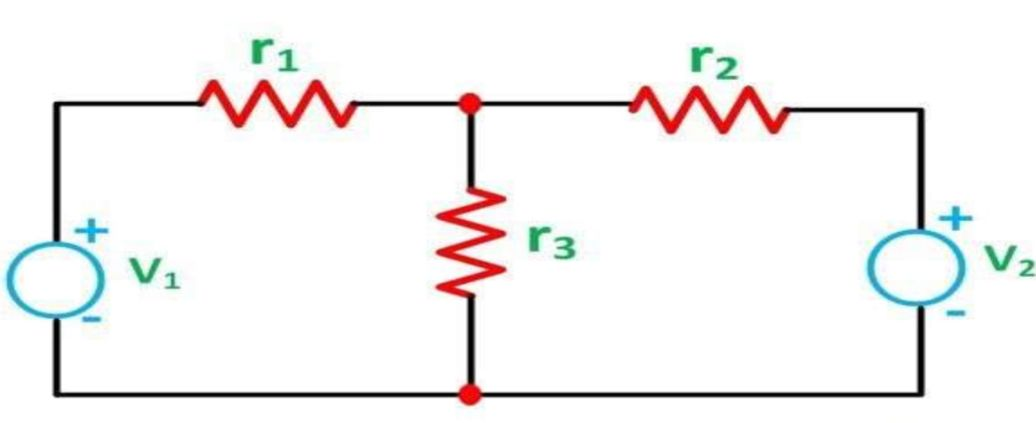 r₁
r₂
+
V₁
-
r₃
+
V₂
-